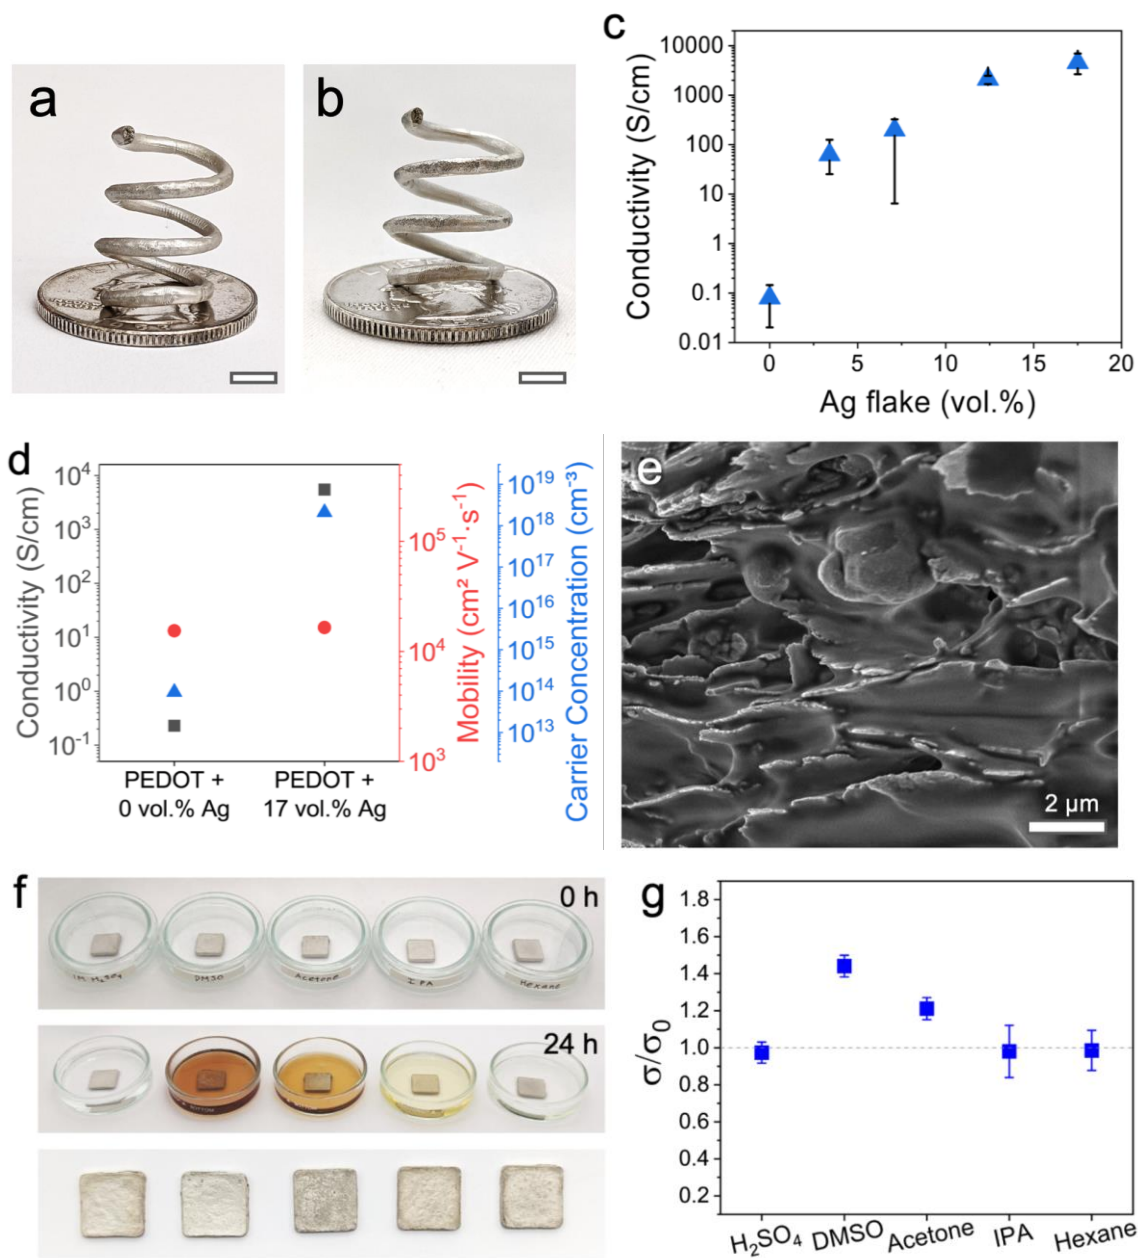 a
b
c
Conductivity (S/cm)
10000
1000
100
10
1
0.1
0.01
0
5
10
15
20
Ag flake (vol.%)
d
Conductivity (S/cm)
10⁴
10³
10²
10¹
10⁰
10⁻¹
PEDOT +
0 vol.% Ag
PEDOT +
17 vol.% Ag
10⁵
10⁴
10³
Mobility (cm² V⁻¹·s⁻¹)
10¹⁹
10¹⁸
10¹⁷
10¹⁶
10¹⁵
10¹⁴
10¹³
Carrier Concentration (cm⁻³)
e
2 µm
f
0 h
1M H₂SO₄
DMSO
Acetone
IPA
Hexane
24 h
g
σ/σ₀
1.8
1.6
1.4
1.2
1.0
0.8
0.6
0.4
0.2
H₂SO₄
DMSO
Acetone
IPA
Hexane